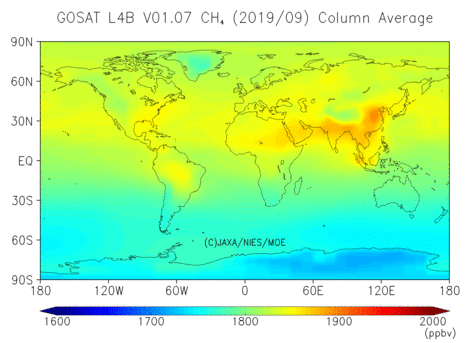 GOSAT L4B V01.07 CH₄ (2019/09) Column Average
90N
60N
30N
EQ
30S
60S
90S
(C)JAXA/NIES/MOE
180 120W 60W 0 60E 120E 180
1600 1700 1800 1900 2000
(ppbv)